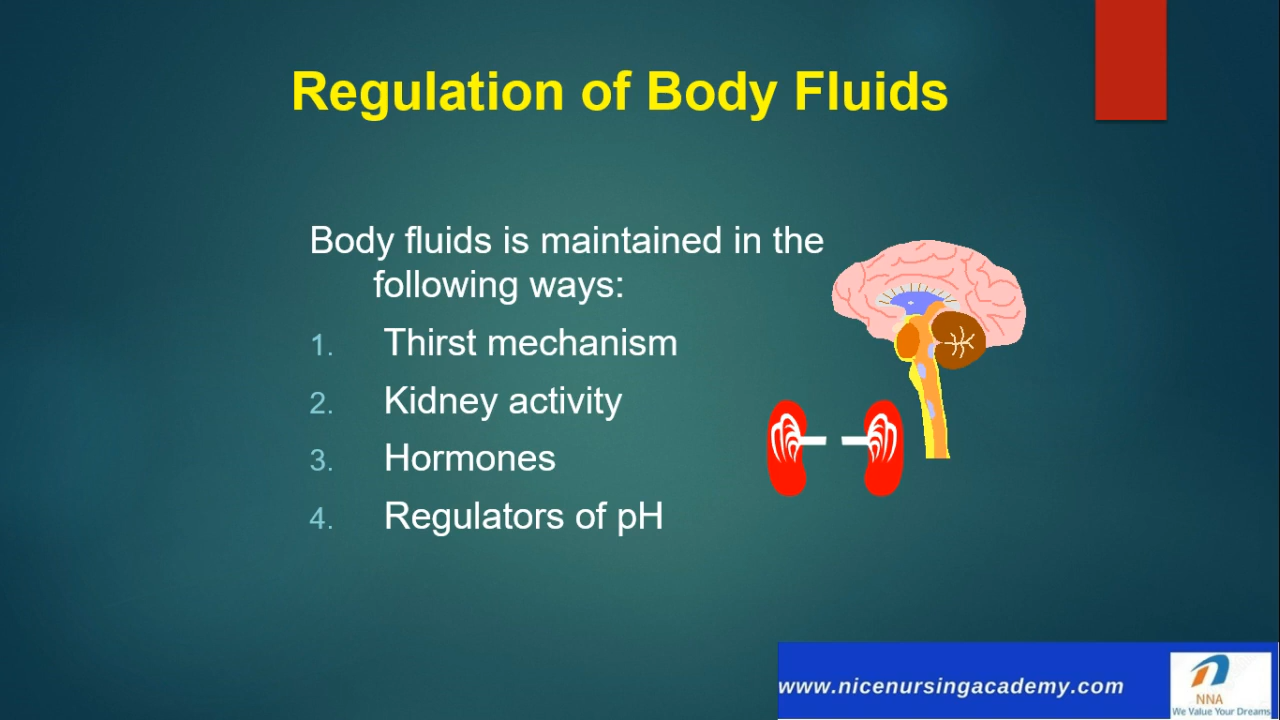 Regulation of Body Fluids
Body fluids is maintained in the
following ways:
1. Thirst mechanism
2. Kidney activity
3. Hormones
4. Regulators of pH
www.nicenursingacademy.com
NNA
We Value Your Dreams